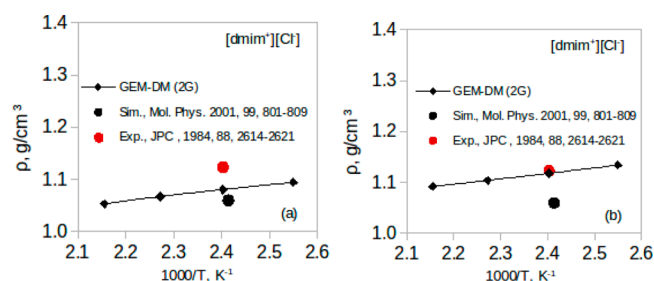 1.4
1.3
1.2
1.1
1.0
ρ, g/cm³
[dmim⁺][Cl⁻]
GEM-DM (2G)
Sim., Mol. Phys. 2001, 99, 801-809
Exp., JPC , 1984, 88, 2614-2621
(a)
2.1 2.2 2.3 2.4 2.5 2.6
1000/T, K⁻¹
1.4
1.3
1.2
1.1
1.0
ρ, g/cm³
[dmim⁺][Cl⁻]
GEM-DM (2G)
Sim., Mol. Phys. 2001, 99, 801-809
Exp., JPC , 1984, 88, 2614-2621
(b)
2.1 2.2 2.3 2.4 2.5 2.6
1000/T, K⁻¹